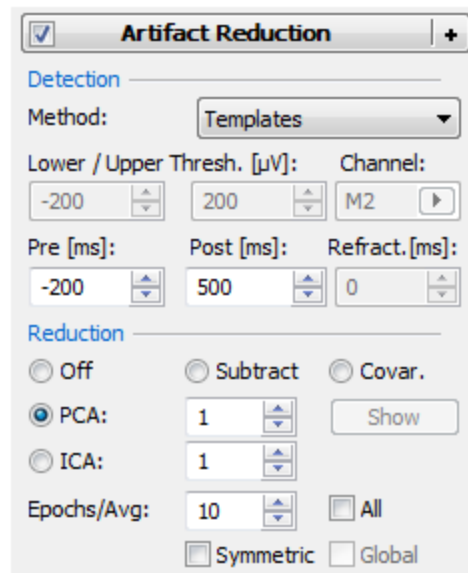 Artifact Reduction +
Detection
Method: Templates
Lower / Upper Thresh. [µV]: Channel:
-200 200 M2
Pre [ms]: Post [ms]: Refract.[ms]:
-200 500 0
Reduction
Off Subtract Covar.
PCA: 1 Show
ICA: 1
Epochs/Avg: 10 All
Symmetric Global